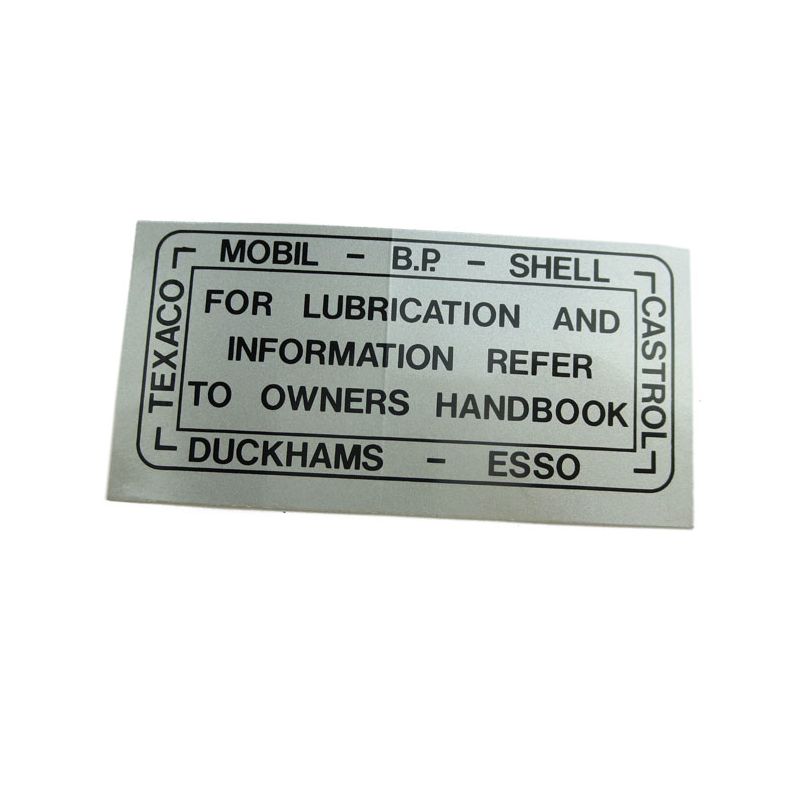 MOBIL - B.P. - SHELL
TEXACO
FOR LUBRICATION AND
INFORMATION REFER
TO OWNERS HANDBOOK
CASTROL
DUCKHAMS - ESSO